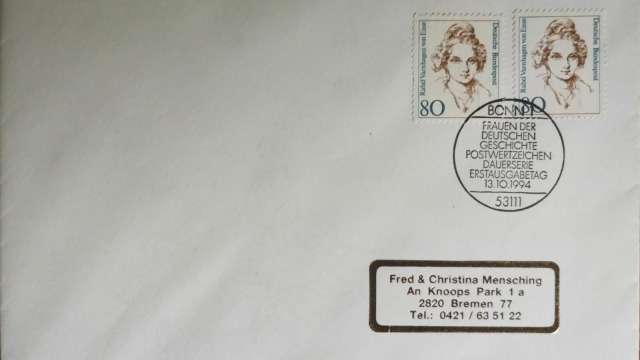 Rahel Varnhagen von Ense
Deutsche Bundespost
80
Rahel Varnhagen von Ense
Deutsche Bundespost
80
BONN 1
FRAUEN DER
DEUTSCHEN
GESCHICHTE
POSTWERTZEICHEN
DAUERSERIE
ERSTAUSGABETAG
13.10.1994
53111
Fred & Christina Mensching
An Knoops Park 1 a
2820 Bremen 77
Tel.: 0421 / 63 51 22